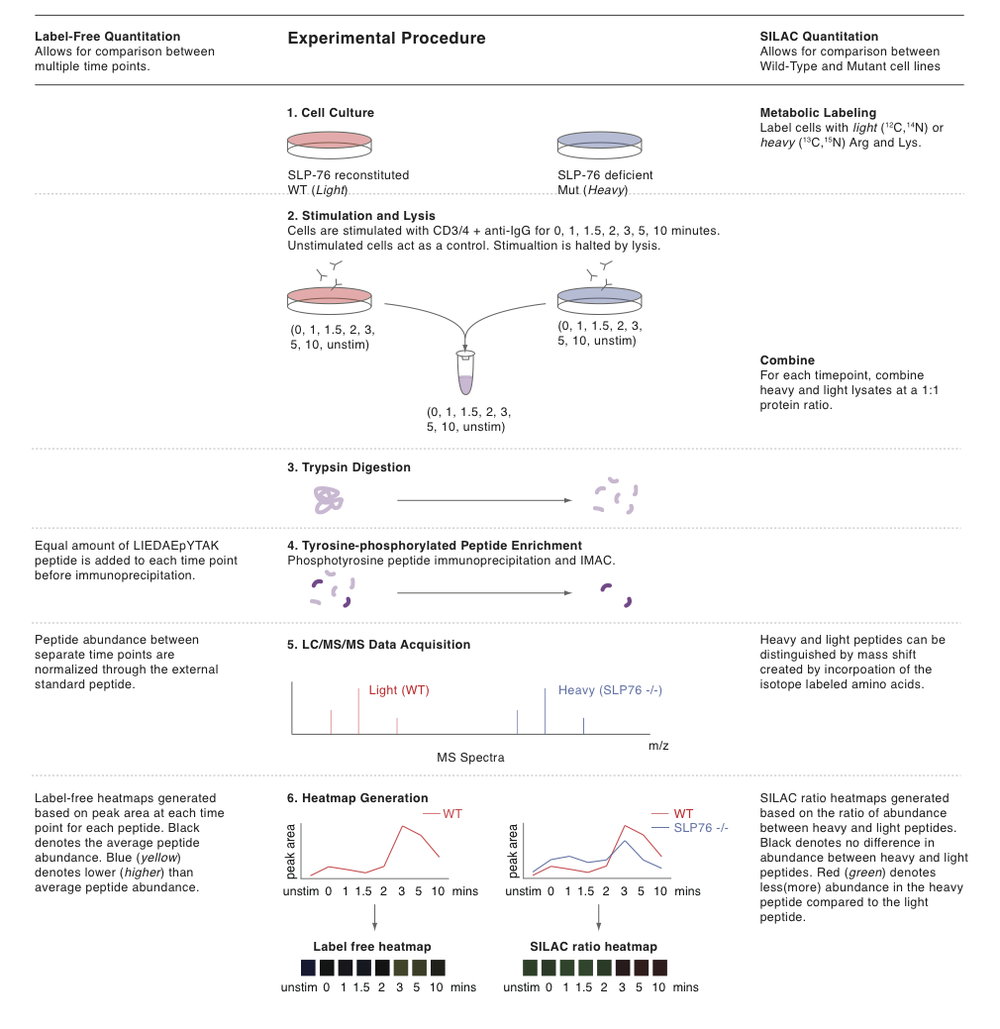 Label-Free Quantitation
Allows for comparison between
multiple time points.
Experimental Procedure
SILAC Quantitation
Allows for comparison between
Wild-Type and Mutant cell lines
1. Cell Culture
SLP-76 reconstituted
WT (Light)
SLP-76 deficient
Mut (Heavy)
Metabolic Labeling
Label cells with light (¹²C,¹⁴N) or
heavy (¹³C,¹⁵N) Arg and Lys.
2. Stimulation and Lysis
Cells are stimulated with CD3/4 + anti-IgG for 0, 1, 1.5, 2, 3, 5, 10 minutes.
Unstimulated cells act as a control. Stimualtion is halted by lysis.
(0, 1, 1.5, 2, 3,
5, 10, unstim)
(0, 1, 1.5, 2, 3,
5, 10, unstim)
(0, 1, 1.5, 2, 3,
5, 10, unstim)
Combine
For each timepoint, combine
heavy and light lysates at a 1:1
protein ratio.
3. Trypsin Digestion
Equal amount of LIEDAEpYTAK
peptide is added to each time point
before immunoprecipitation.
4. Tyrosine-phosphorylated Peptide Enrichment
Phosphotyrosine peptide immunoprecipitation and IMAC.
Peptide abundance between
separate time points are
normalized through the external
standard peptide.
5. LC/MS/MS Data Acquisition
Light (WT)
Heavy (SLP76 -/-)
m/z
MS Spectra
Heavy and light peptides can be
distinguished by mass shift
created by incorpoation of the
isotope labeled amino acids.
Label-free heatmaps generated
based on peak area at each time
point for each peptide. Black
denotes the average peptide
abundance. Blue (yellow)
denotes lower (higher) than
average peptide abundance.
6. Heatmap Generation
WT
peak area
unstim 0 1 1.5 2 3 5 10 mins
WT
SLP76 -/-
peak area
unstim 0 1 1.5 2 3 5 10 mins
Label free heatmap
unstim 0 1 1.5 2 3 5 10 mins
SILAC ratio heatmap
unstim 0 1 1.5 2 3 5 10 mins
SILAC ratio heatmaps generated
based on the ratio of abundance
between heavy and light peptides.
Black denotes no difference in
abundance between heavy and light
peptides. Red (green) denotes
less(more) abundance in the heavy
peptide compared to the light
peptide.